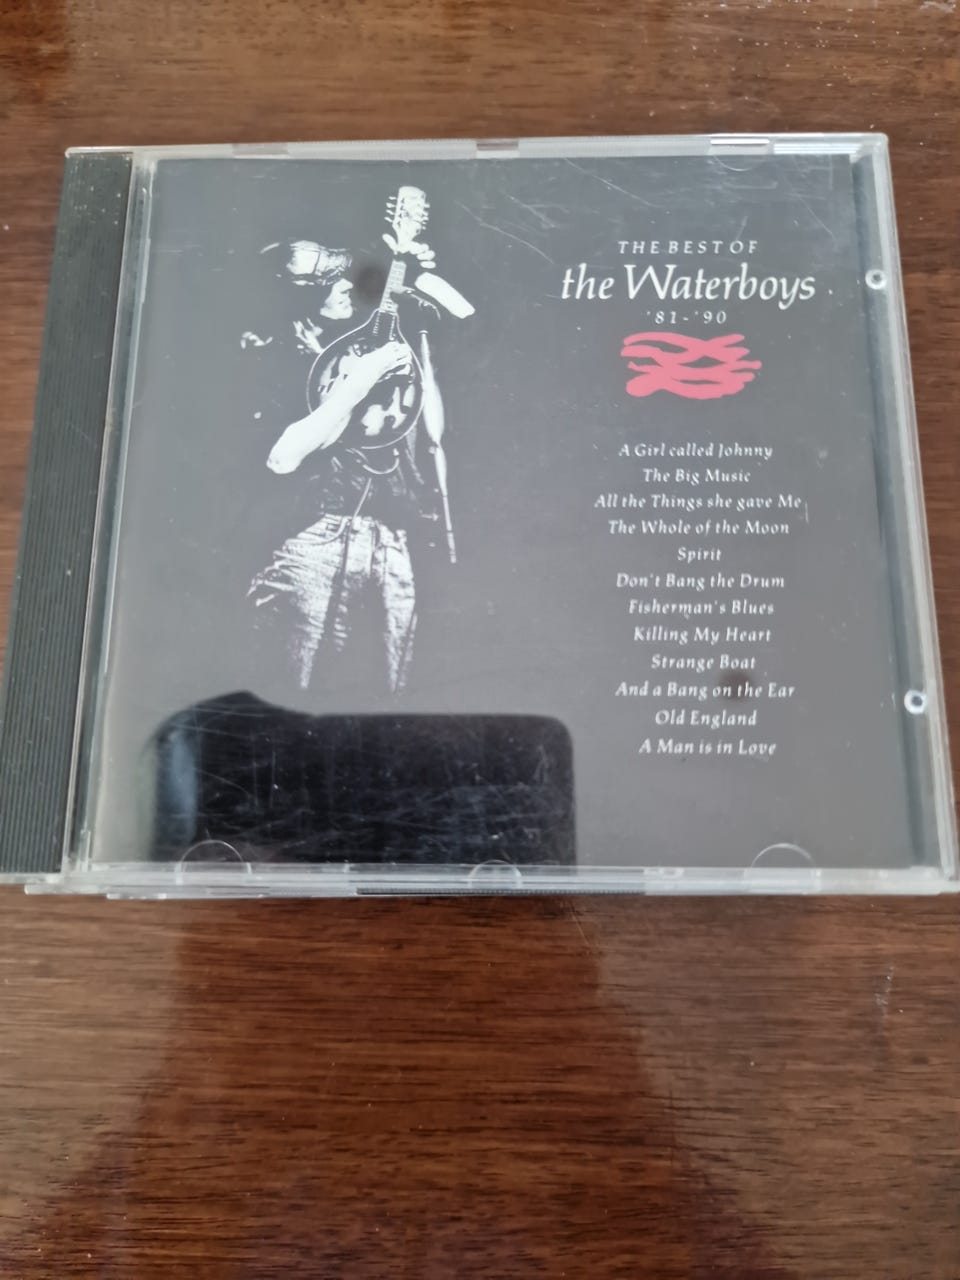 THE BEST OF
the Waterboys
'81-'90
A Girl called Johnny
The Big Music
All the Things she gave Me
The Whole of the Moon
Spirit
Don't Bang the Drum
Fisherman's Blues
Killing My Heart
Strange Boat
And a Bang on the Ear
Old England
A Man is in Love